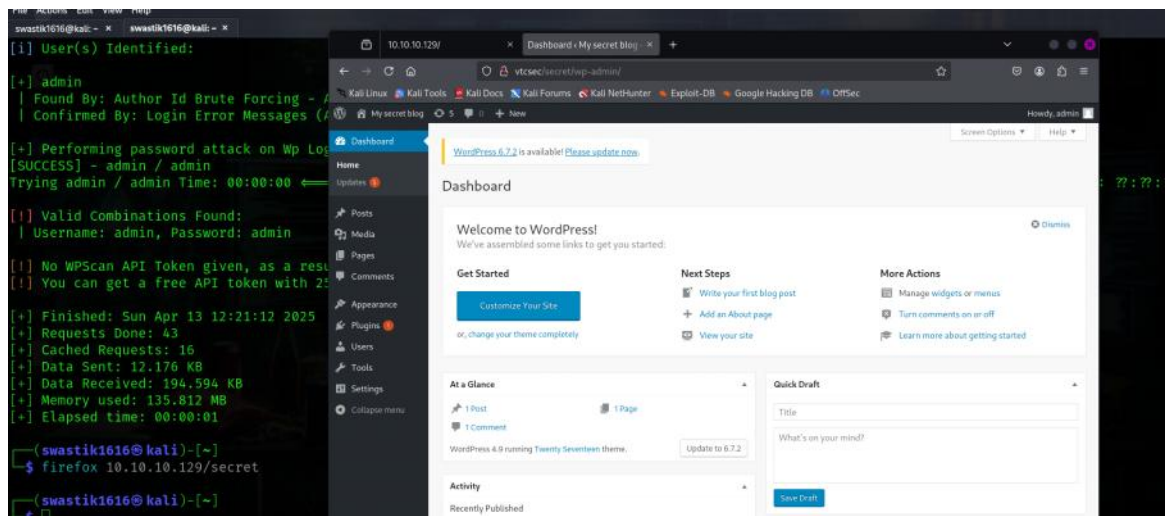 File Actions Edit View Help
swastik1616@kali: ~ × swastik1616@kali: ~ ×
[i] User(s) Identified:
[+] admin
| Found By: Author Id Brute Forcing - A
| Confirmed By: Login Error Messages (A
[+] Performing password attack on Wp Log
[SUCCESS] - admin / admin
Trying admin / admin Time: 00:00:00
[!] Valid Combinations Found:
| Username: admin, Password: admin
[!] No WPScan API Token given, as a resu
[!] You can get a free API token with 25
[+] Finished: Sun Apr 13 12:21:12 2025
[+] Requests Done: 43
[+] Cached Requests: 16
[+] Data Sent: 12.176 KB
[+] Data Received: 194.594 KB
[+] Memory used: 135.812 MB
[+] Elapsed time: 00:00:01
(swastik1616㉿kali)-[~]
$ firefox 10.10.10.129/secret
(swastik1616㉿kali)-[~]
$
: ??:??:
10.10.10.129/ × Dashboard ‹ My secret blog × +
vtcsec/secret/wp-admin/
Kali Linux Kali Tools Kali Docs Kali Forums Kali NetHunter Exploit-DB Google Hacking DB OffSec
My secret blog 5 0 + New Howdy, admin
Dashboard
Home
Updates 5
Posts
Media
Pages
Comments
Appearance
Plugins 1
Users
Tools
Settings
Collapse menu
Screen Options ▼ Help ▼
WordPress 6.7.2 is available! Please update now.
Dashboard
Welcome to WordPress!
Dismiss
We've assembled some links to get you started:
Get Started
Customize Your Site
or, change your theme completely
Next Steps
Write your first blog post
Add an About page
View your site
More Actions
Manage widgets or menus
Turn comments on or off
Learn more about getting started
At a Glance
1 Post 1 Page
1 Comment
WordPress 4.9 running Twenty Seventeen theme. Update to 6.7.2
Activity
Recently Published
Quick Draft
Title
What's on your mind?
Save Draft